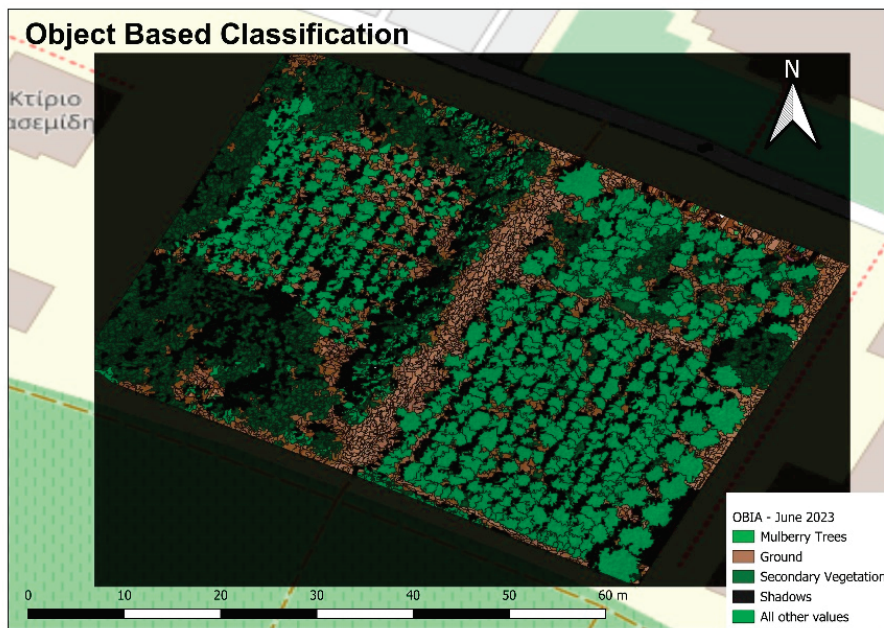 Object Based Classification
Κτίριο
ασεμίδη
N
OBIA - June 2023
Mulberry Trees
Ground
Secondary Vegetation
Shadows
All other values
0 10 20 30 40 50 60 m